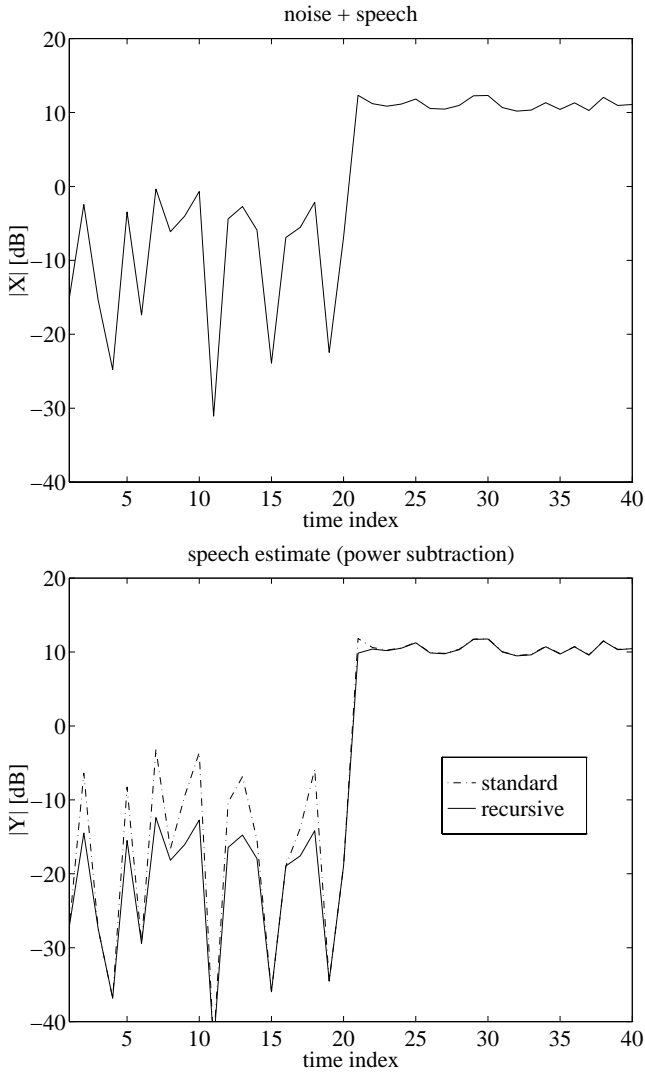 noise + speech
20
10
0
−10
−20
−30
−40
|X| [dB]
5 10 15 20 25 30 35 40
time index
speech estimate (power subtraction)
20
10
0
−10
−20
−30
−40
|Y| [dB]
standard
recursive
5 10 15 20 25 30 35 40
time index